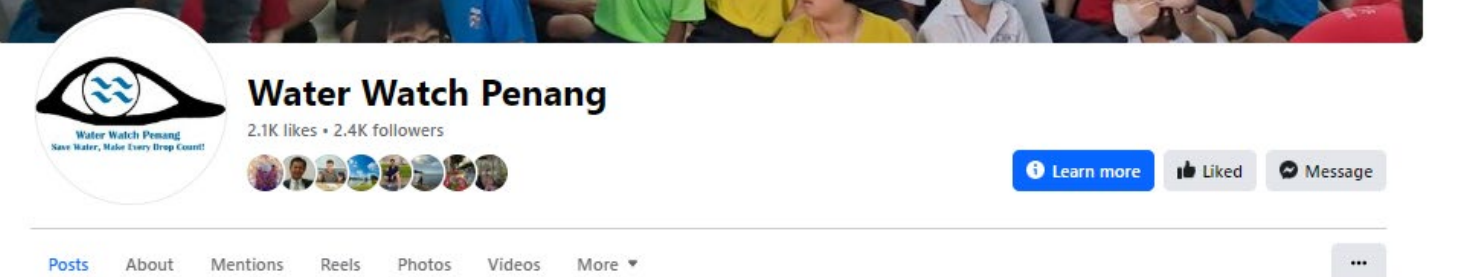 Water Watch Penang
Save Water, Make Every Drop Count!
Water Watch Penang
2.1K likes • 2.4K followers
Learn more
Liked
Message
Posts
About
Mentions
Reels
Photos
Videos
More